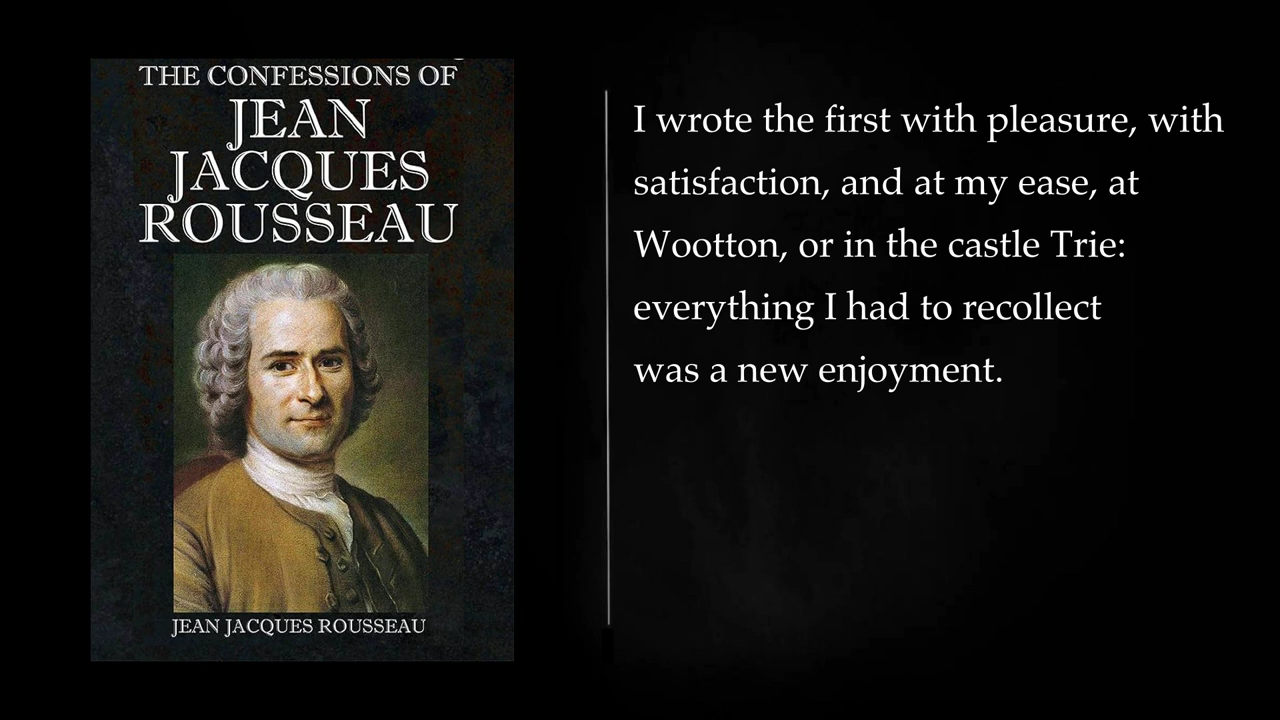 THE CONFESSIONS OF
JEAN
JACQUES
ROUSSEAU
JEAN JACQUES ROUSSEAU
I wrote the first with pleasure, with
satisfaction, and at my ease, at
Wootton, or in the castle Trie:
everything I had to recollect
was a new enjoyment.